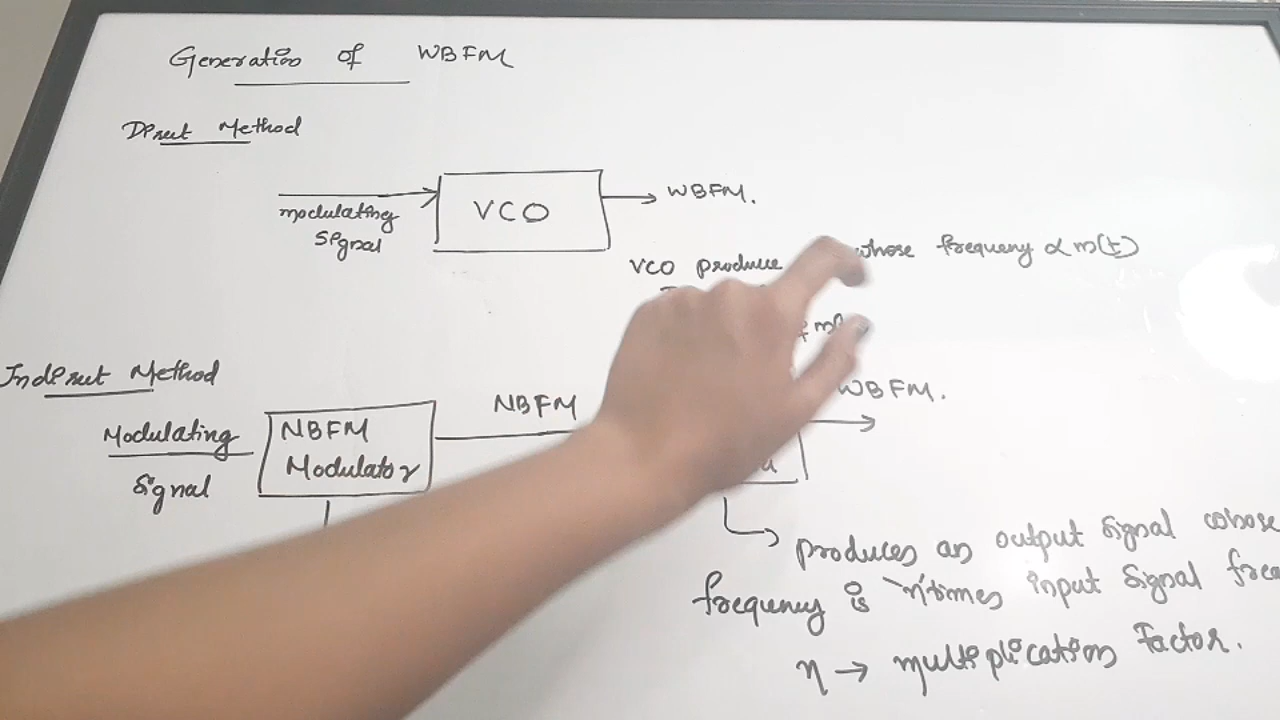 Generation of WBFM
Direct Method
modulating
Signal
VCO
WBFM.
VCO produce whose frequency α m(t)
Indirect Method
Modulating
Signal
NBFM
Modulator
NBFM
WBFM.
produces an output signal whose
frequency is 'n' times input signal
η → multiplication Factor.